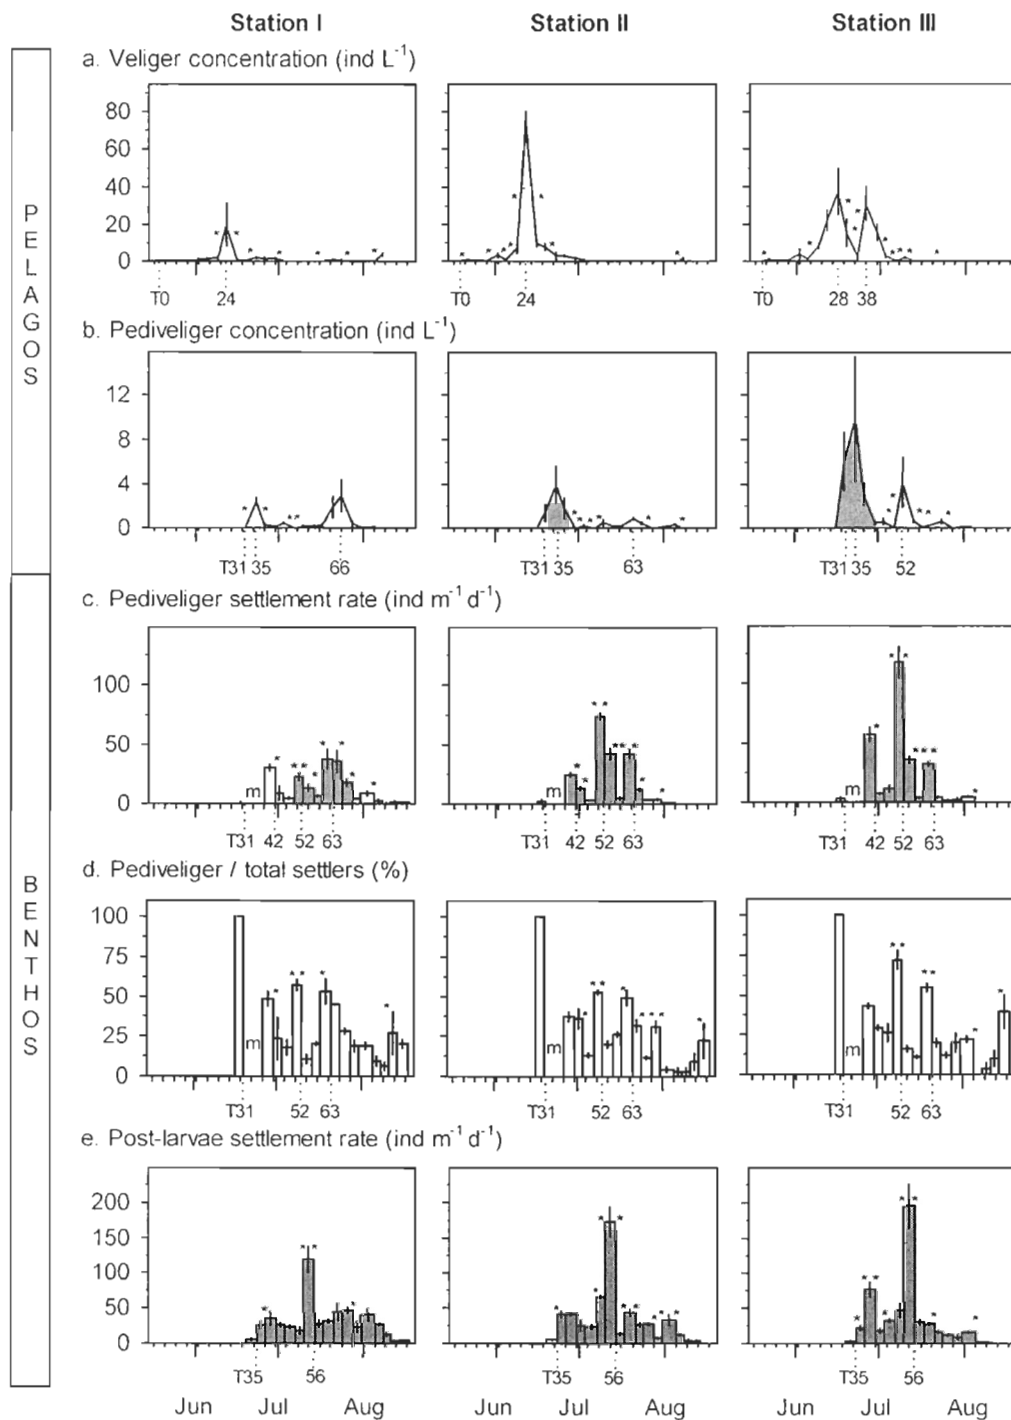 Station I Station II Station III
PELAGOS
a. Veliger concentration (ind L-1)
80
60
40
20
0
T0 24 T0 24 T0 28 38
b. Pediveliger concentration (ind L-1)
12
8
4
0
T31 35 66 T31 35 63 T31 35 52
BENTHOS
c. Pediveliger settlement rate (ind m-1 d-1)
100
50
0
m m m
T31 42 52 63 T31 42 52 63 T31 42 52 63
d. Pediveliger / total settlers (%)
100
75
50
25
0
m m m
T31 52 63 T31 52 63 T31 52 63
e. Post-larvae settlement rate (ind m-1 d-1)
200
150
100
50
0
T35 56 T35 56 T35 56
Jun Jul Aug Jun Jul Aug Jun Jul Aug